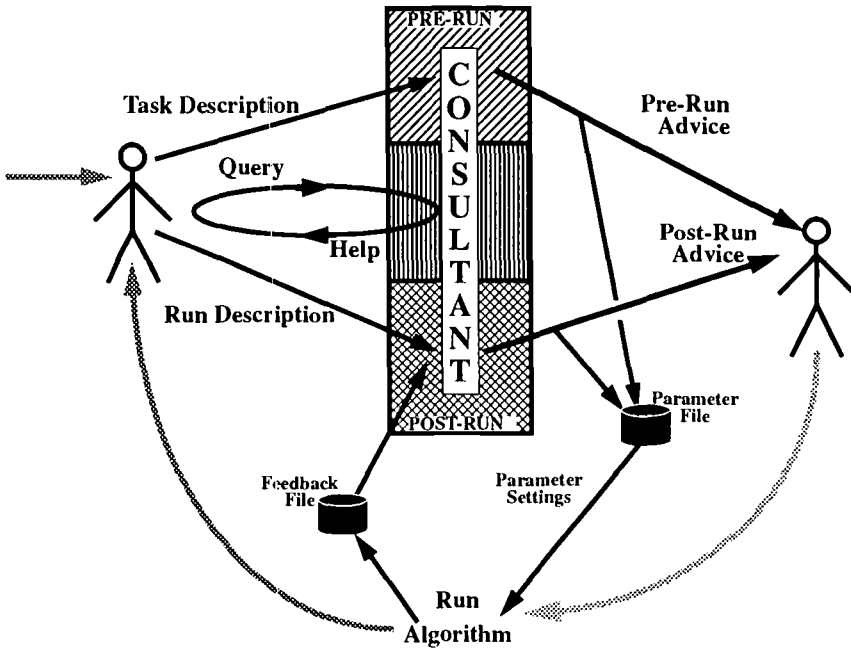 PRE-RUN
CONSULTANT
Task Description
Pre-Run
Advice
Query
Help
Post-Run
Advice
Run Description
Parameter
File
POST-RUN
Feedback
File
Parameter
Settings
Run
Algorithm